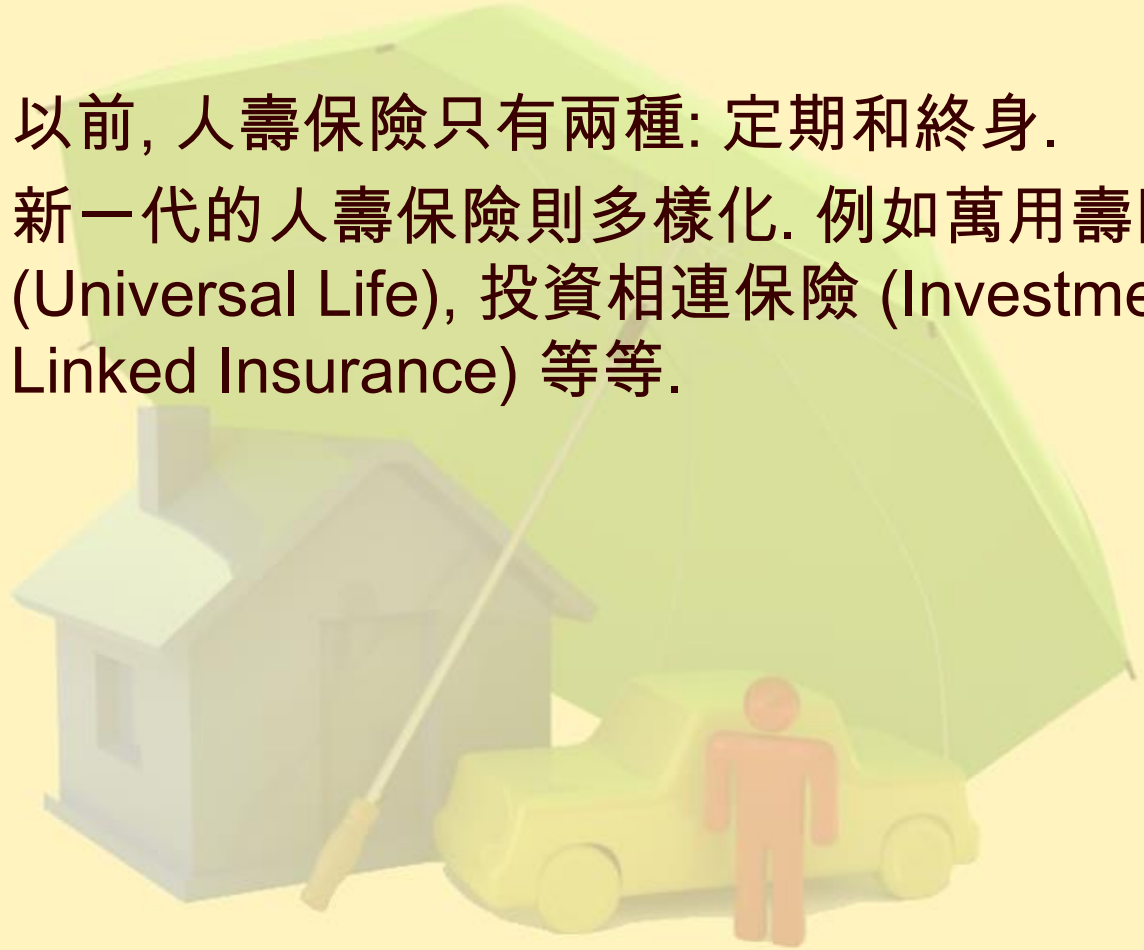 以前, 人壽保險只有兩種: 定期和終身.
新一代的人壽保險則多樣化. 例如萬用壽
(Universal Life), 投資相連保險 (Investme
Linked Insurance) 等等.